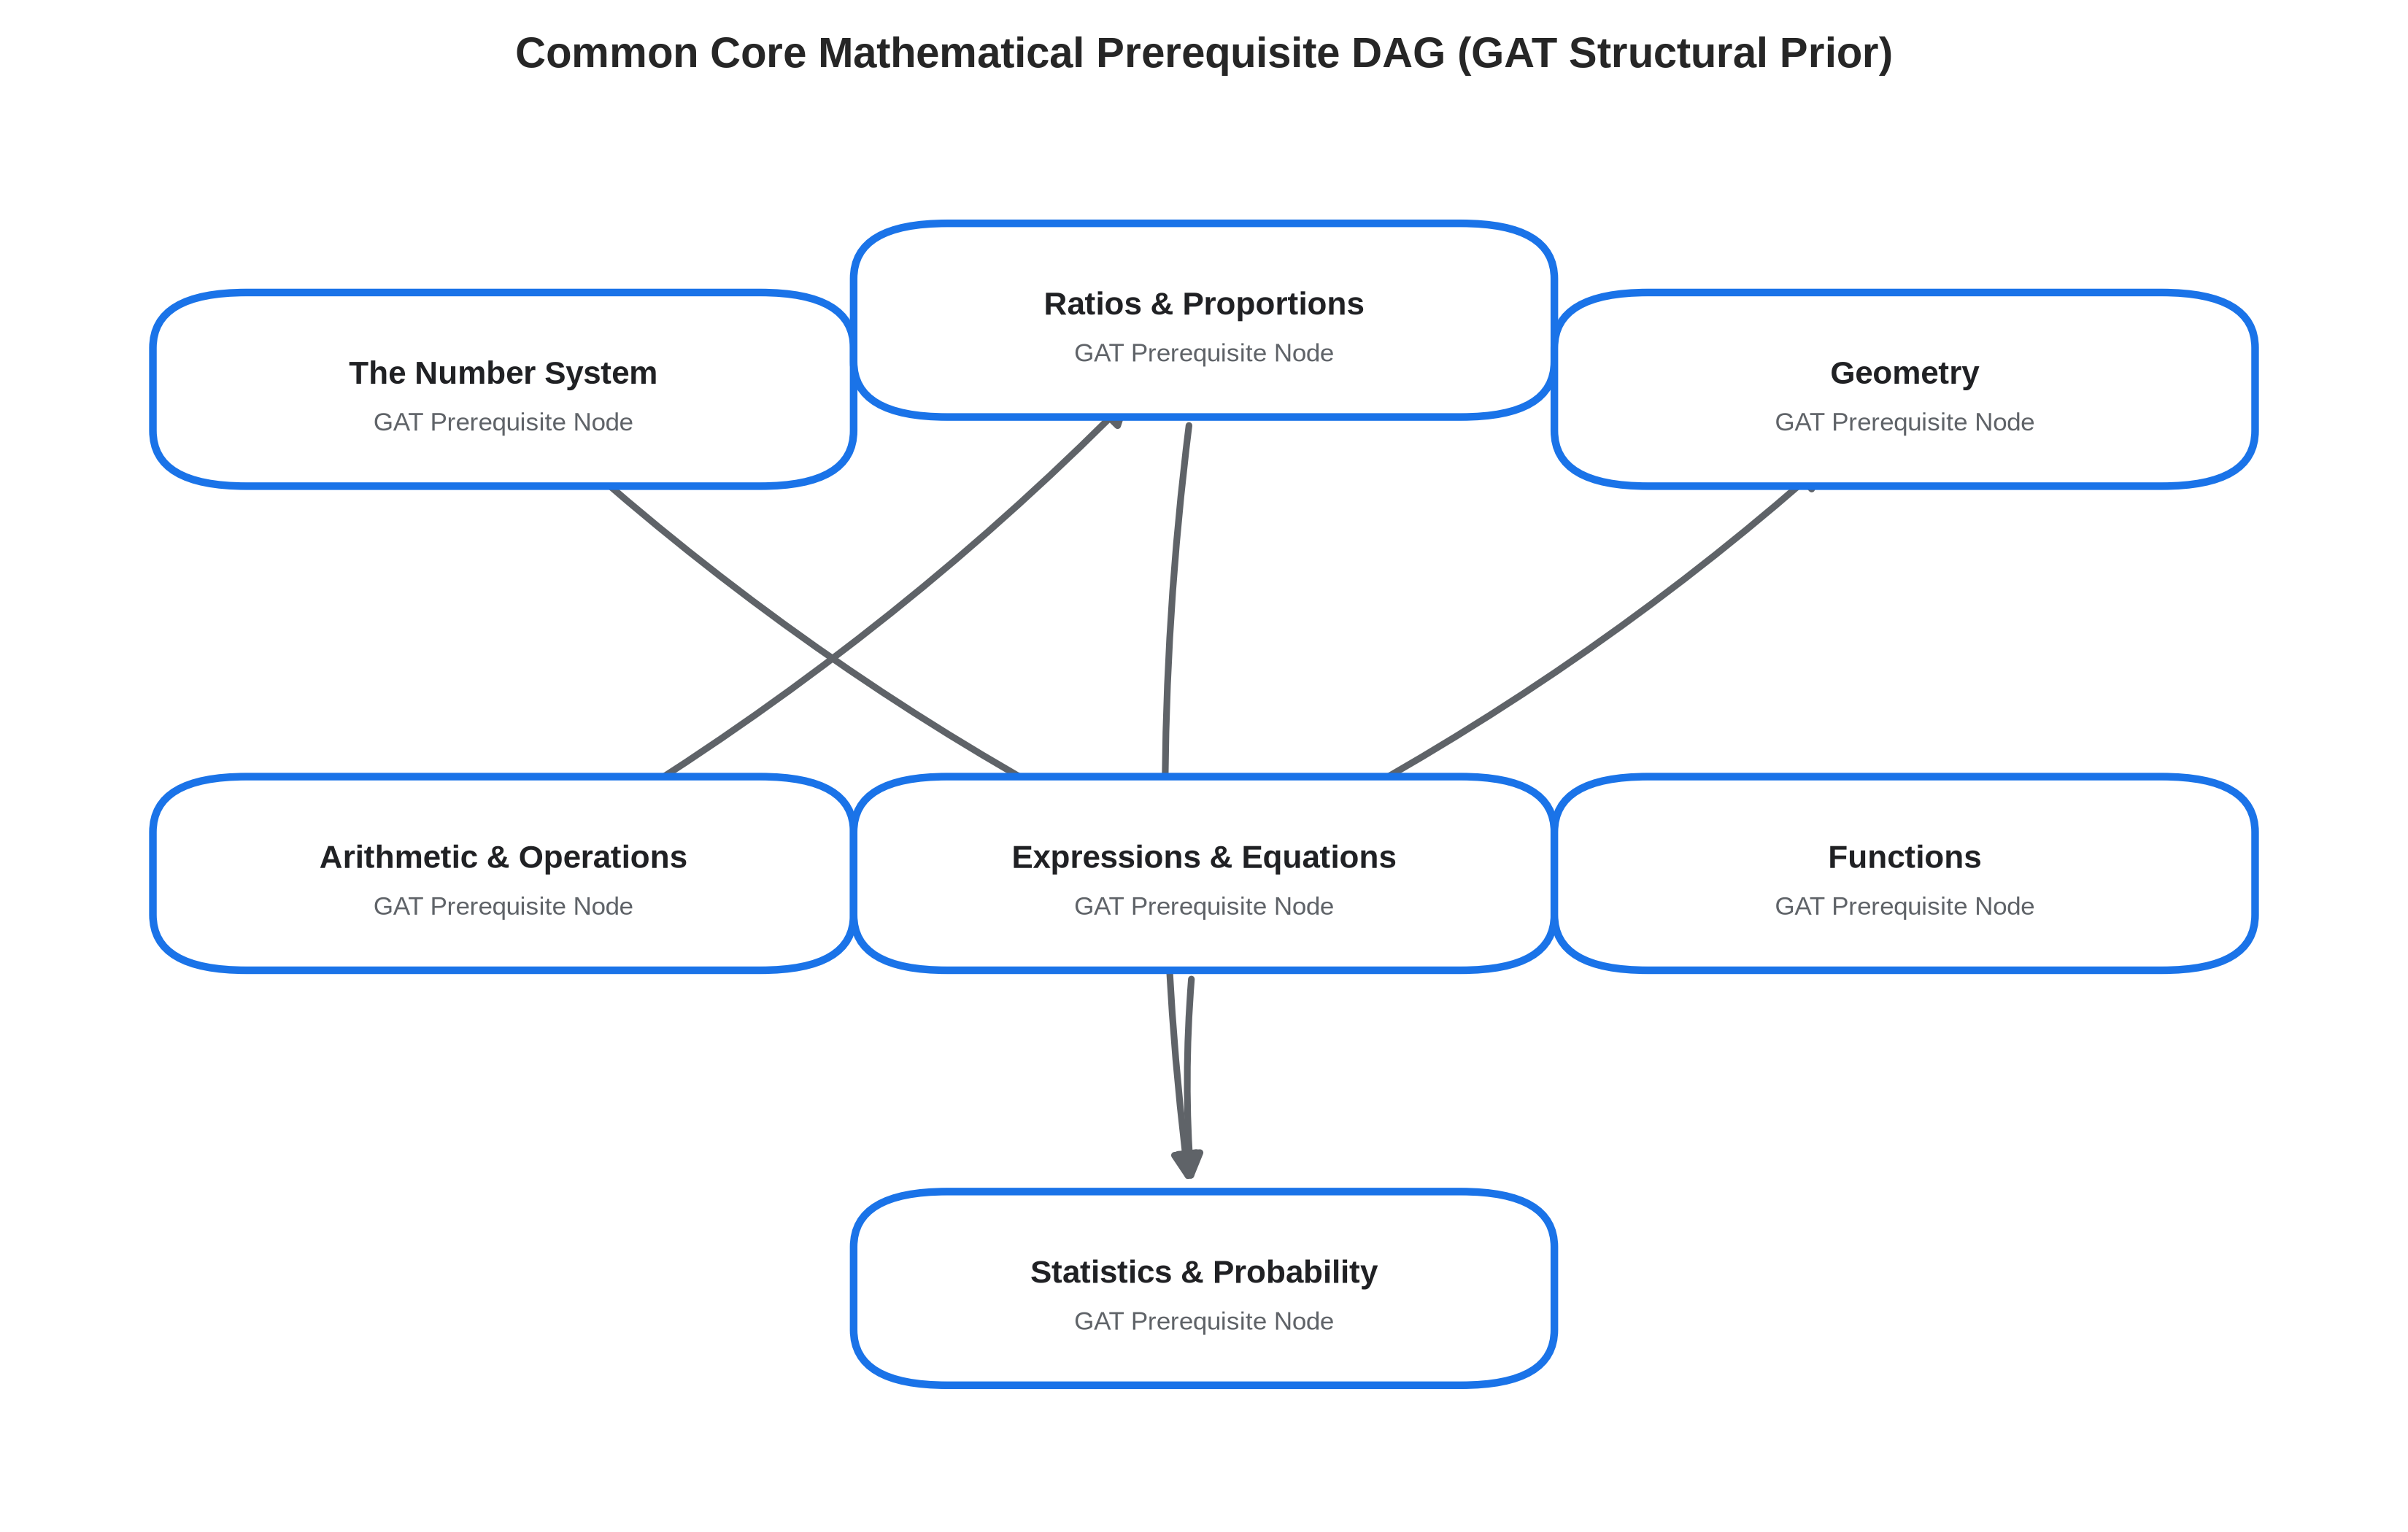 Common Core Mathematical Prerequisite DAG (GAT Structural Prior)
Ratios & Proportions
GAT Prerequisite Node
The Number System
GAT Prerequisite Node
Geometry
GAT Prerequisite Node
Arithmetic & Operations
GAT Prerequisite Node
Expressions & Equations
GAT Prerequisite Node
Functions
GAT Prerequisite Node
Statistics & Probability
GAT Prerequisite Node